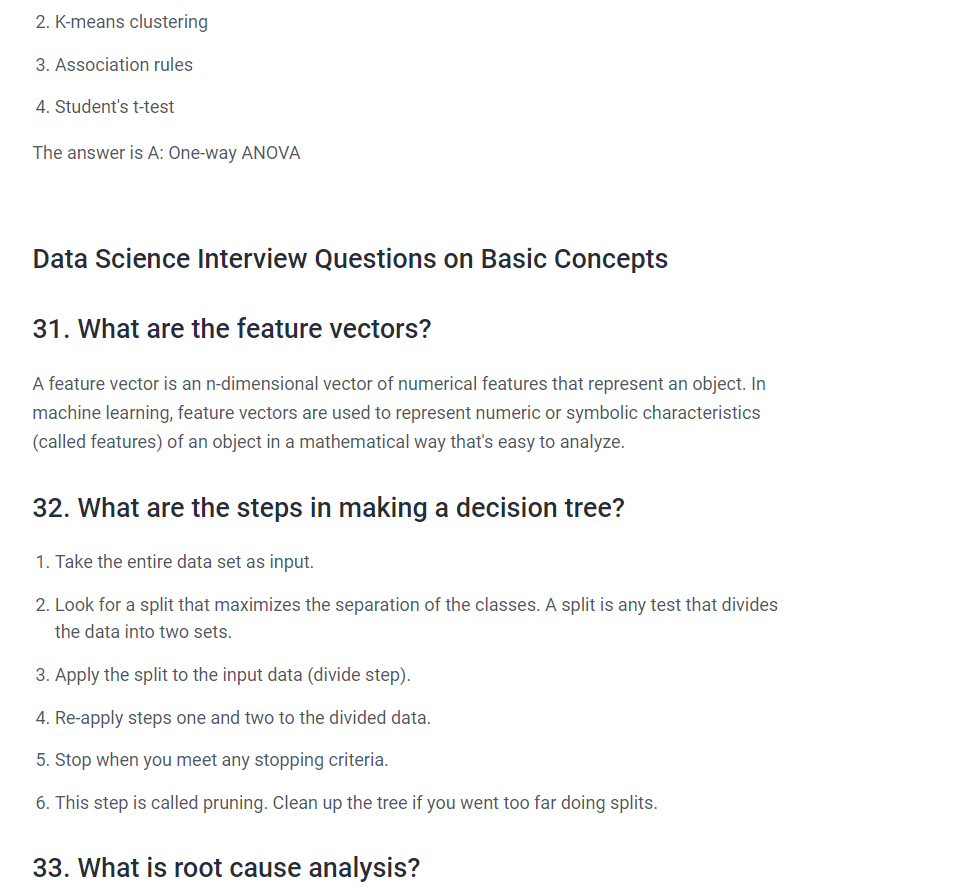 2. K-means clustering
3. Association rules
4. Student's t-test
The answer is A: One-way ANOVA
Data Science Interview Questions on Basic Concepts
31. What are the feature vectors?
A feature vector is an n-dimensional vector of numerical features that represent an object. In
machine learning, feature vectors are used to represent numeric or symbolic characteristics
(called features) of an object in a mathematical way that's easy to analyze.
32. What are the steps in making a decision tree?
1. Take the entire data set as input.
2. Look for a split that maximizes the separation of the classes. A split is any test that divides
the data into two sets.
3. Apply the split to the input data (divide step).
4. Re-apply steps one and two to the divided data.
5. Stop when you meet any stopping criteria.
6. This step is called pruning. Clean up the tree if you went too far doing splits.
33. What is root cause analysis?